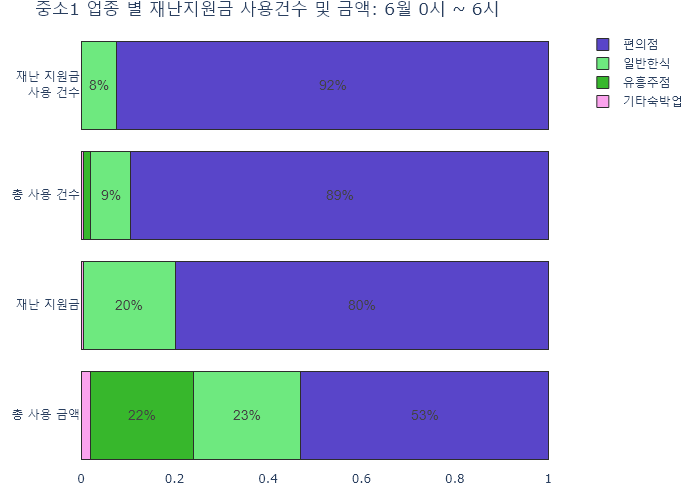 중소1 업종 별 재난지원금 사용건수 및 금액: 6월 0시 ~ 6시
편의점
일반한식
유흥주점
기타숙박업
재난 지원금
사용 건수
8%
92%
총 사용 건수
9%
89%
재난 지원금
20%
80%
총 사용 금액
22%
23%
53%
0
0.2
0.4
0.6
0.8
1